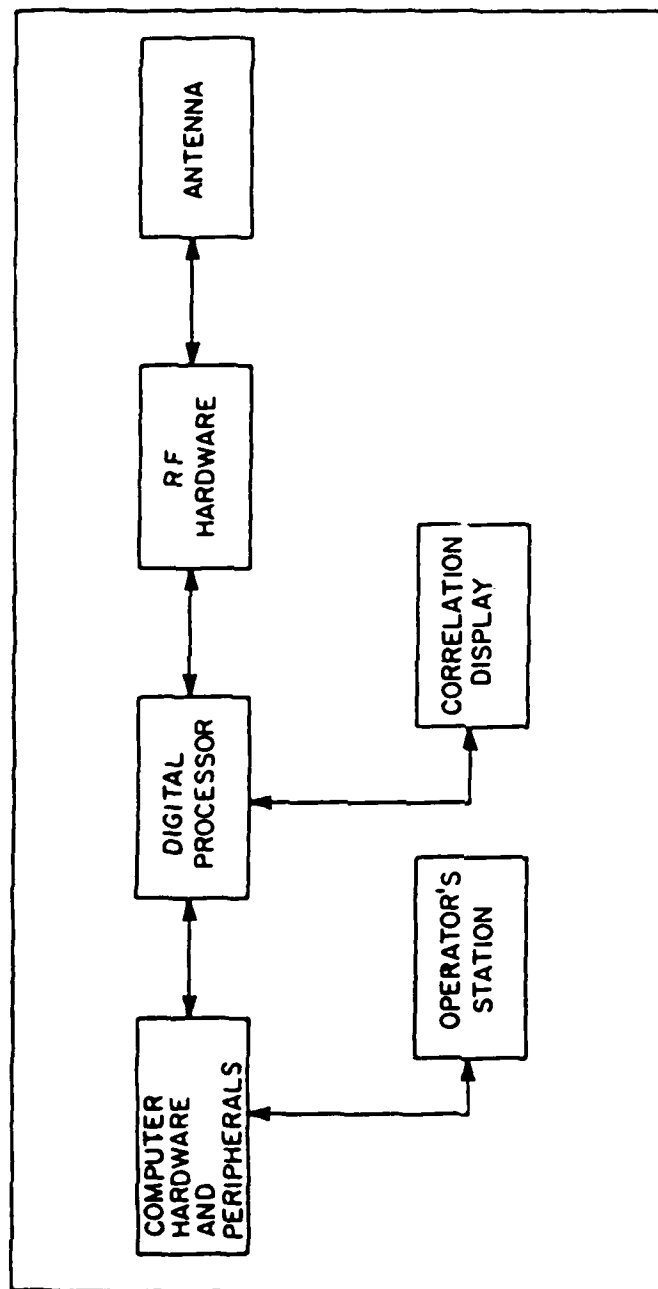 COMPUTER
HARDWARE
AND
PERIPHERALS
DIGITAL
PROCESSOR
RF
HARDWARE
ANTENNA
OPERATOR'S
STATION
CORRELATION
DISPLAY